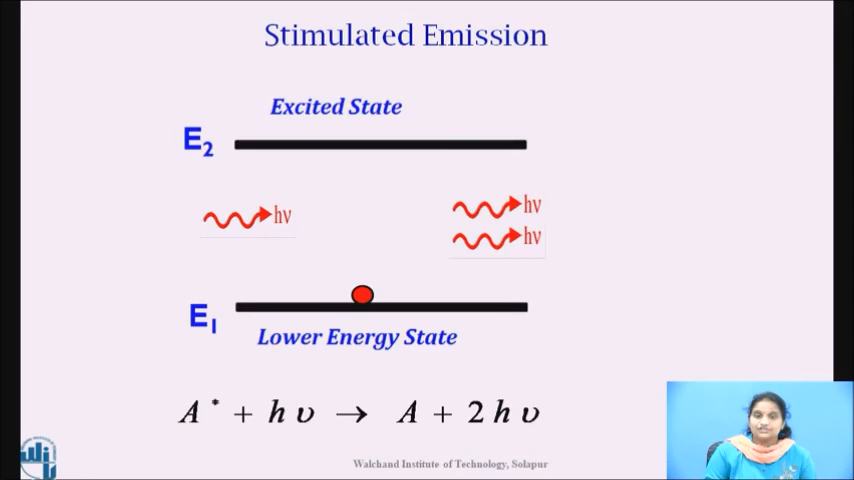 Stimulated Emission
Excited State
E2
hν
hν
hν
E1
Lower Energy State
A* + hυ → A + 2hυ
Walchand Institute of Technology, Solapur